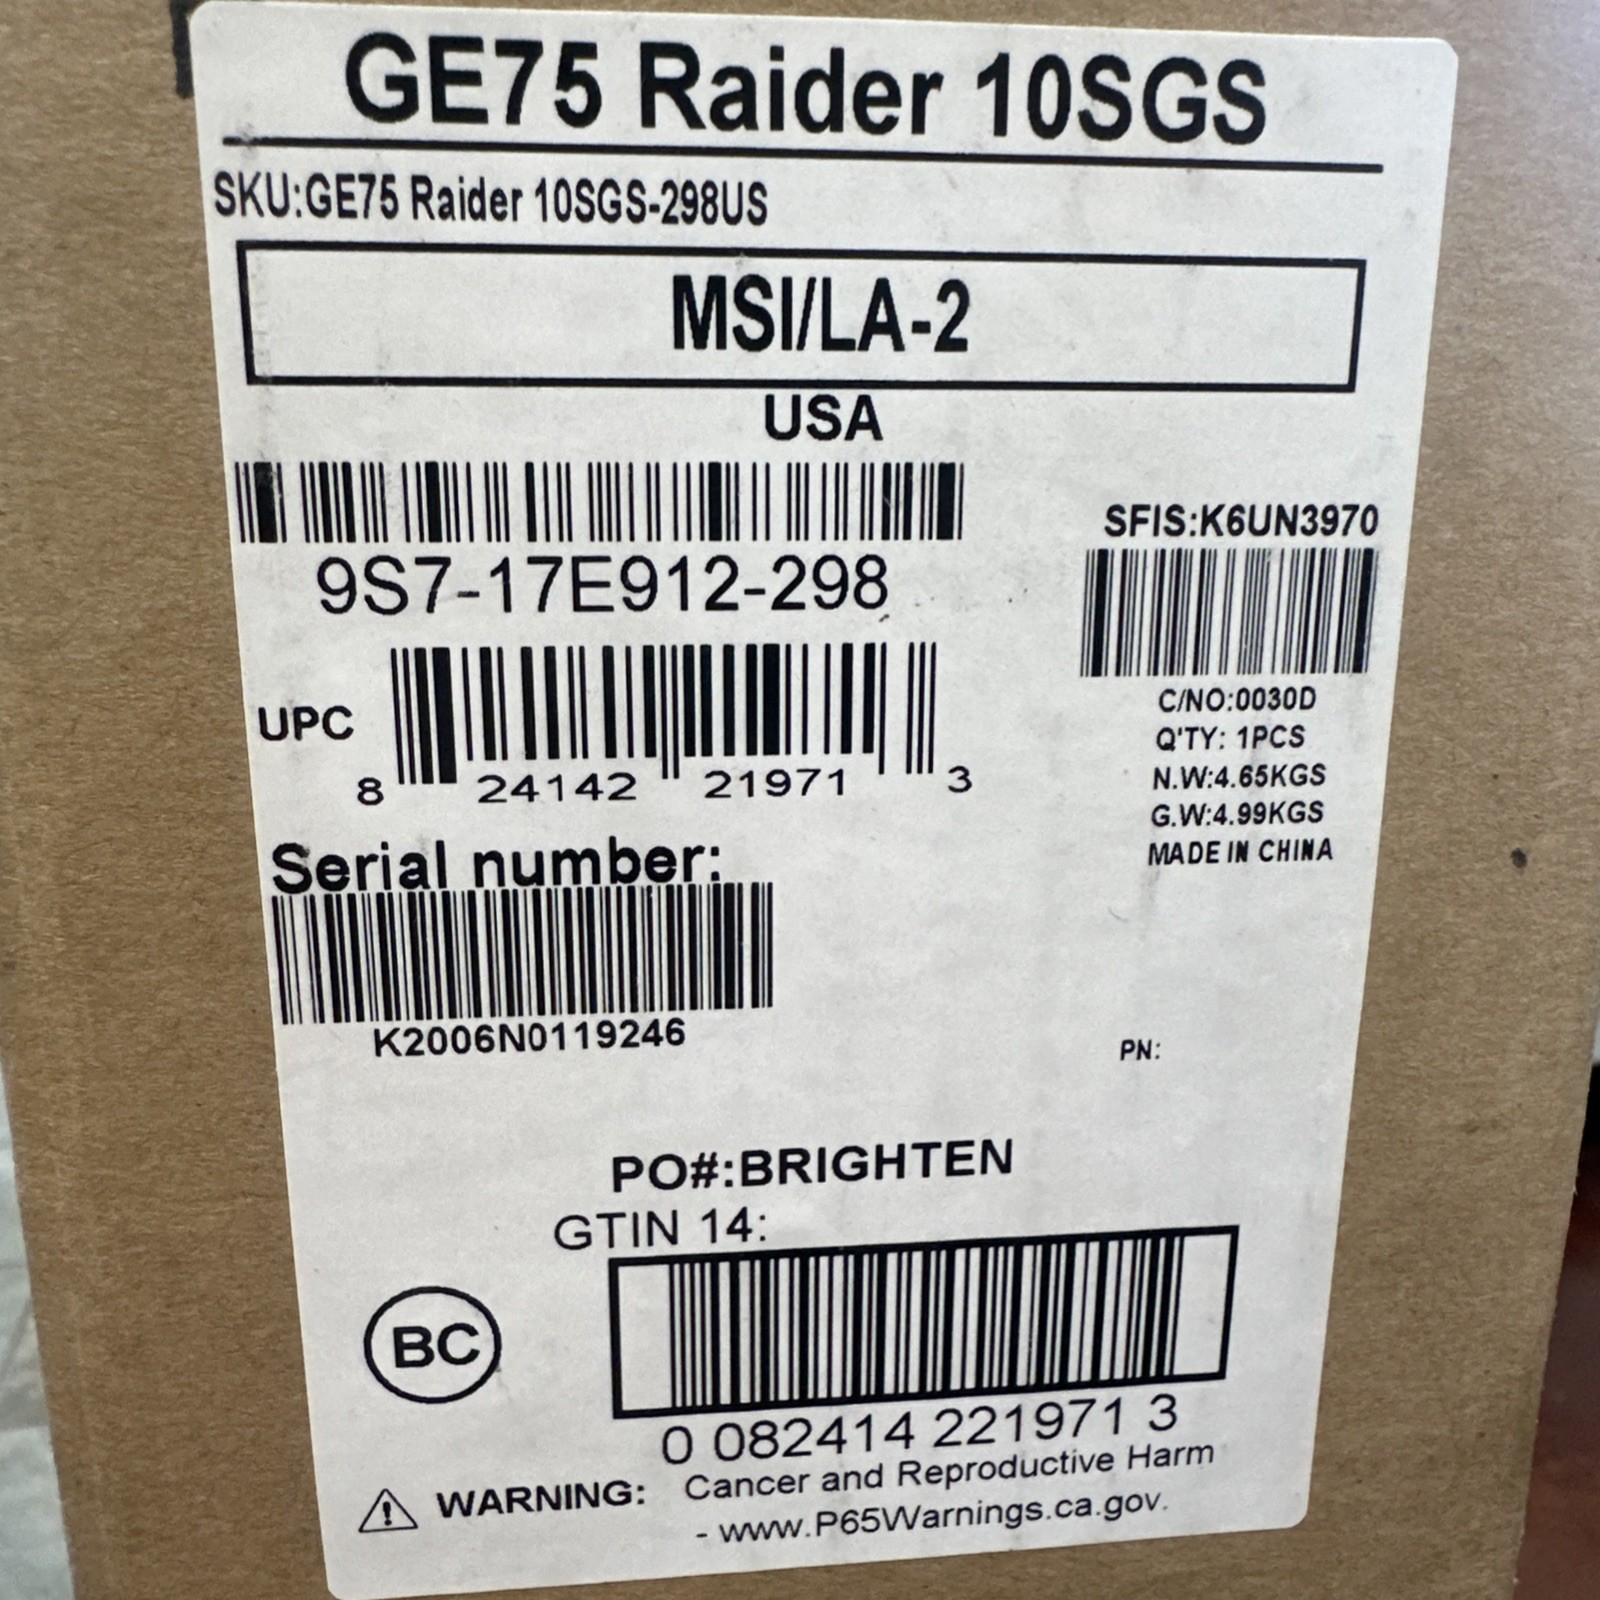 GE75 Raider 10SGS
SKU:GE75 Raider 10SGS-298US
MSI/LA-2
USA
9S7-17E912-298
SFIS:K6UN3970
C/NO:0030D
Q'TY: 1PCS
N.W:4.65KGS
G.W:4.99KGS
MADE IN CHINA
UPC
8 24142 21971 3
Serial number:
K2006N0119246
PN:
PO#:BRIGHTEN
GTIN 14:
BC
0 082414 221971 3
WARNING: Cancer and Reproductive Harm
- www.P65Warnings.ca.gov.